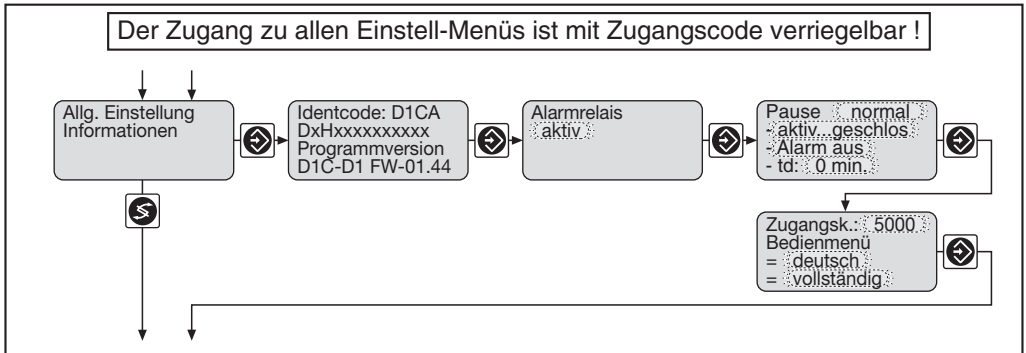 Der Zugang zu allen Einstell-Menüs ist mit Zugangscode verriegelbar !
Allg. Einstellung
Informationen
Identcode: D1CA
DxHxxxxxxxxxx
Programmversion
D1C-D1 FW-01.44
Alarmrelais
aktiv
Pause normal
- aktiv...geschlos
- Alarm aus
- td: 0 min.
Zugangsk.: 5000
Bedienmenü
= deutsch
= vollständig